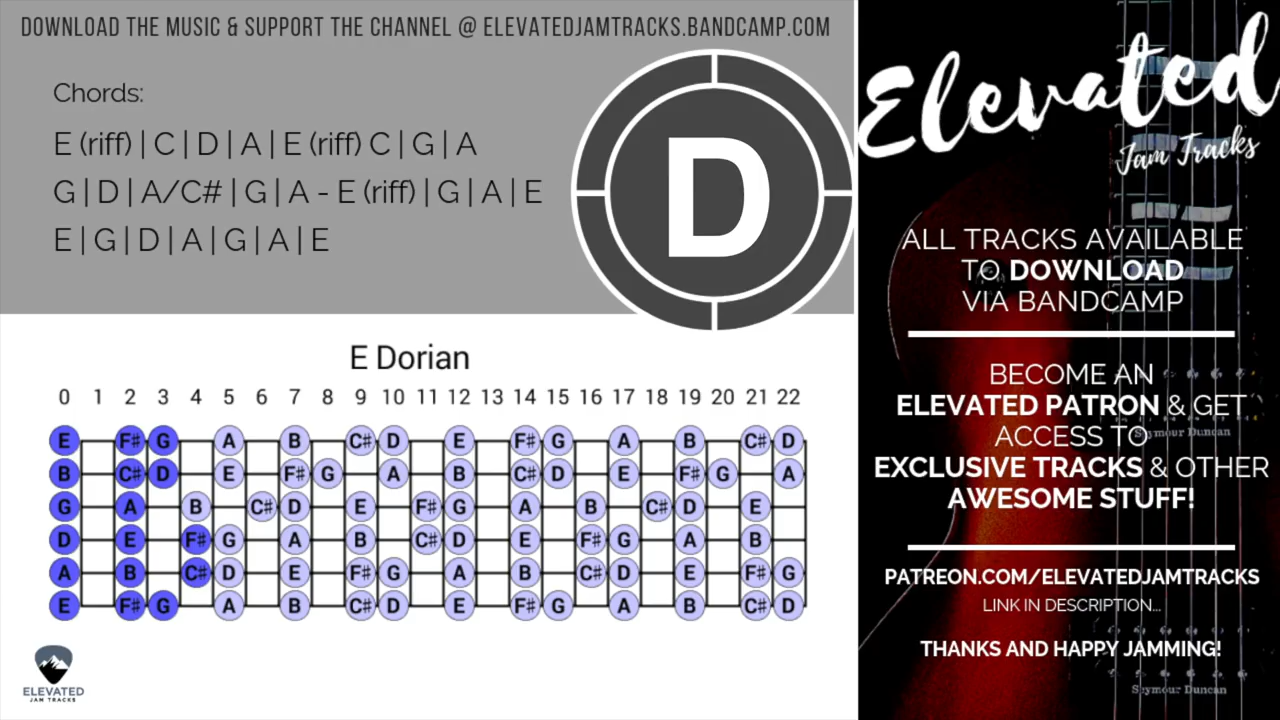 DOWNLOAD THE MUSIC & SUPPORT THE CHANNEL @ ELEVATEDJAMTRACKS.BANDCAMP.COM
Chords:
E (riff) | C | D | A | E (riff) C | G | A
G | D | A/C# | G | A - E (riff) | G | A | E
E | G | D | A | G | A | E
D
E Dorian
0 1 2 3 4 5 6 7 8 9 10 11 12 13 14 15 16 17 18 19 20 21 22
E F# G A B C# D E F# G A B C# D
B C# D E F# G A B C# D E F# G A
G A B C# D E F# G A B C# D E
D E F# G A B C# D E F# G A B
A B C# D E F# G A B C# D E F# G
E F# G A B C# D E F# G A B C# D
ELEVATED
JAM TRACKS
Elevated
Jam Tracks
ALL TRACKS AVAILABLE
TO DOWNLOAD
VIA BANDCAMP
BECOME AN
ELEVATED PATRON & GET
ACCESS TO
Seymour Duncan
EXCLUSIVE TRACKS & OTHER
AWESOME STUFF!
PATREON.COM/ELEVATEDJAMTRACKS
LINK IN DESCRIPTION...
THANKS AND HAPPY JAMMING!
Seymour Duncan